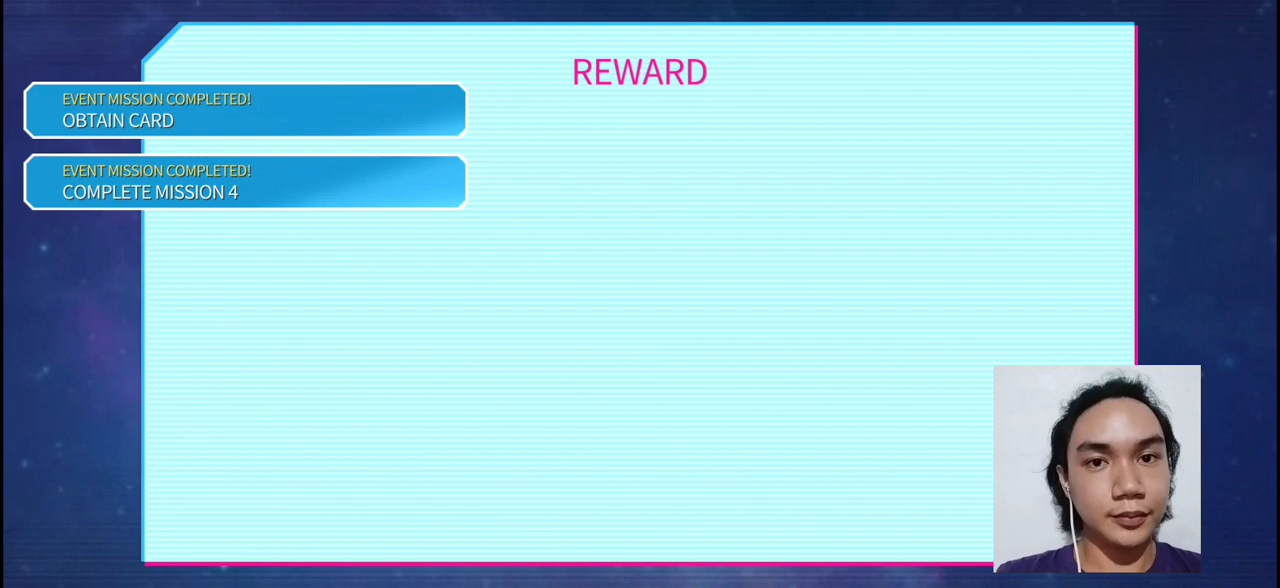 REWARD
EVENT MISSION COMPLETED!
OBTAIN CARD
EVENT MISSION COMPLETED!
COMPLETE MISSION 4